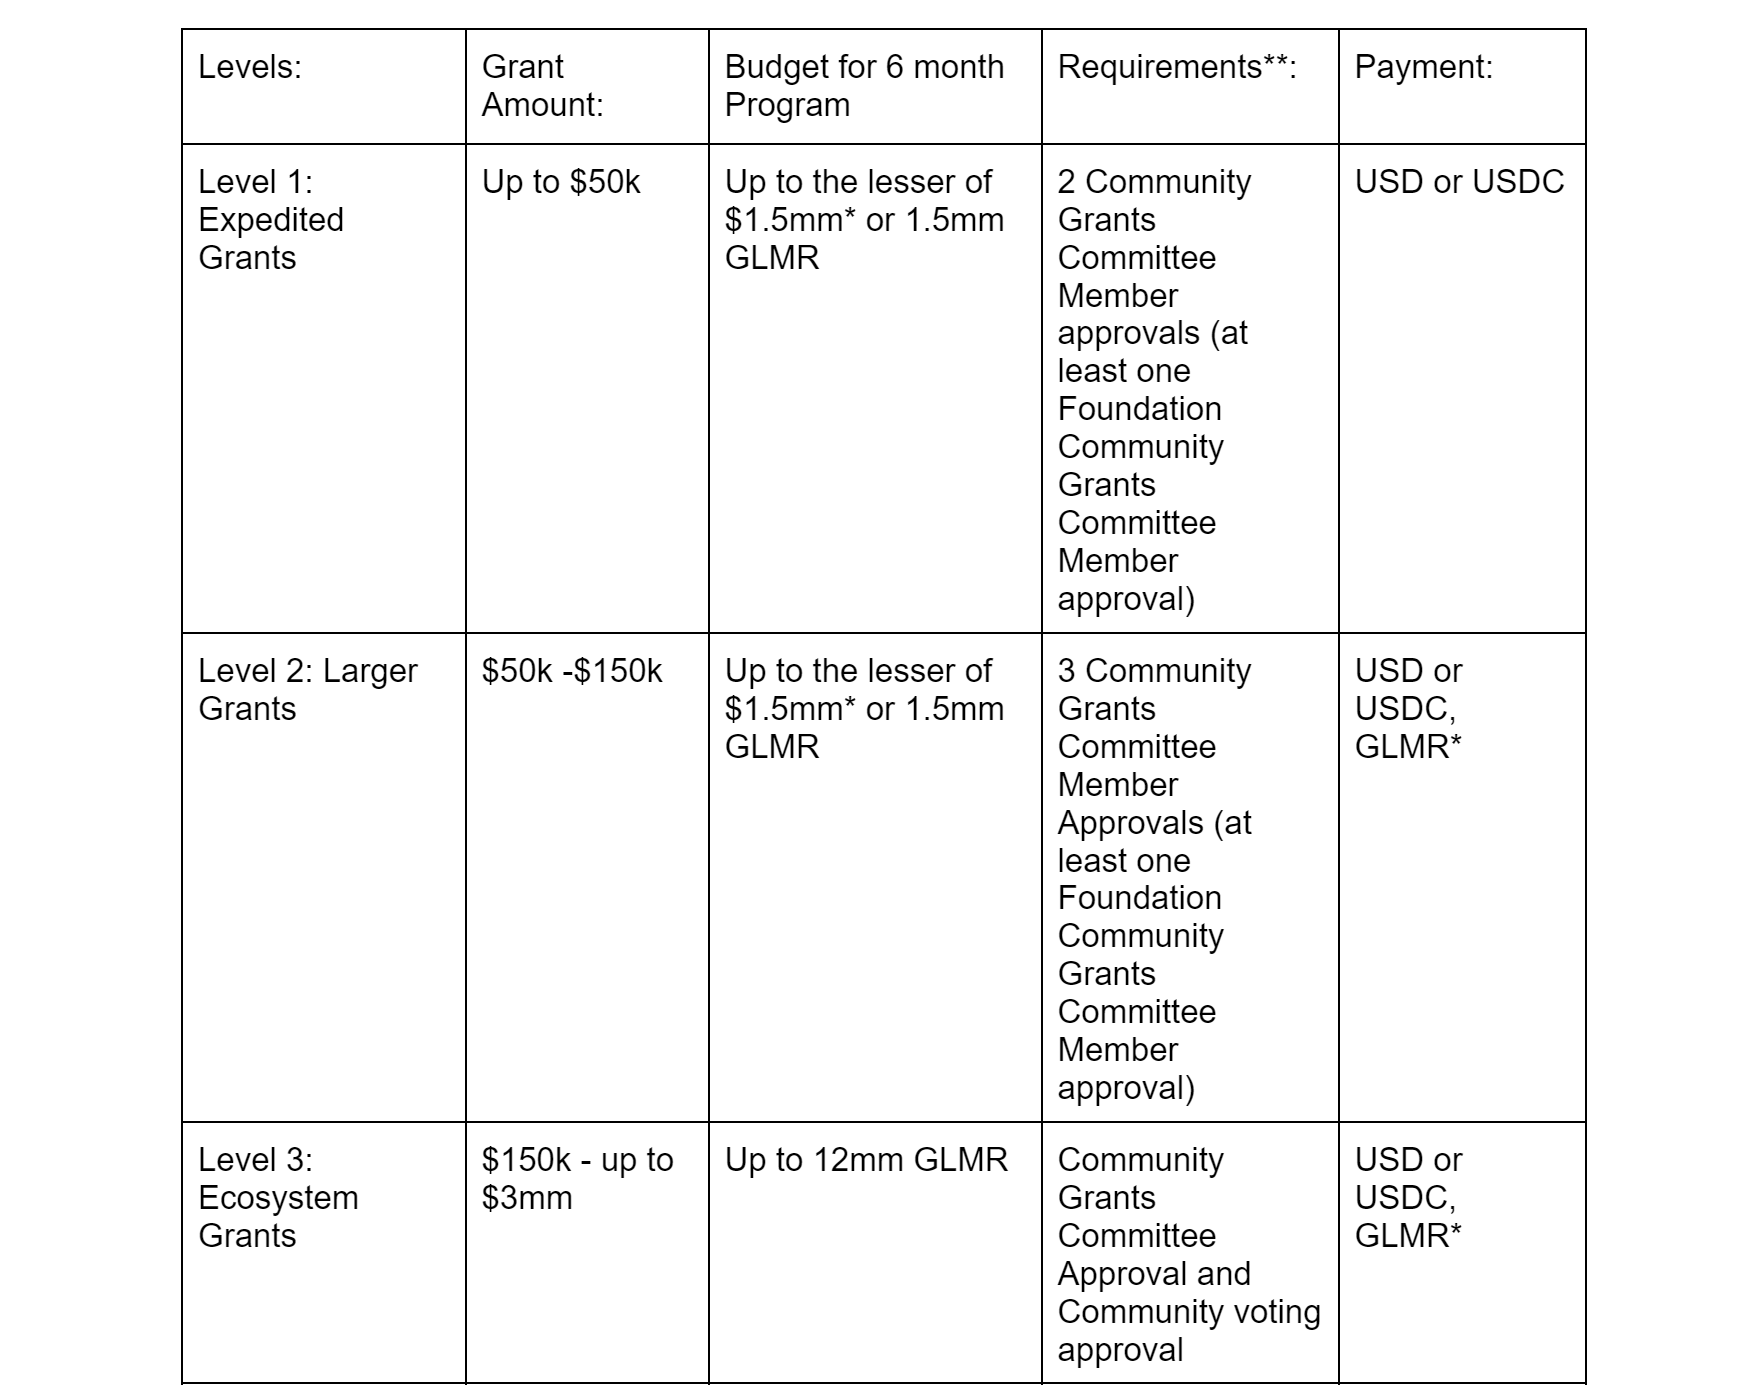 Levels:
Grant
Amount:
Budget for 6 month
Program
Requirements**:
Payment:
Level 1:
Expedited
Grants
Up to $50k
Up to the lesser of
$1.5mm* or 1.5mm
GLMR
2 Community
Grants
Committee
Member
approvals (at
least one
Foundation
Community
Grants
Committee
Member
approval)
USD or USDC
Level 2: Larger
Grants
$50k -$150k
Up to the lesser of
$1.5mm* or 1.5mm
GLMR
3 Community
Grants
Committee
Member
Approvals (at
least one
Foundation
Community
Grants
Committee
Member
approval)
USD or
USDC,
GLMR*
Level 3:
Ecosystem
Grants
$150k - up to
$3mm
Up to 12mm GLMR
Community
Grants
Committee
Approval and
Community voting
approval
USD or
USDC,
GLMR*